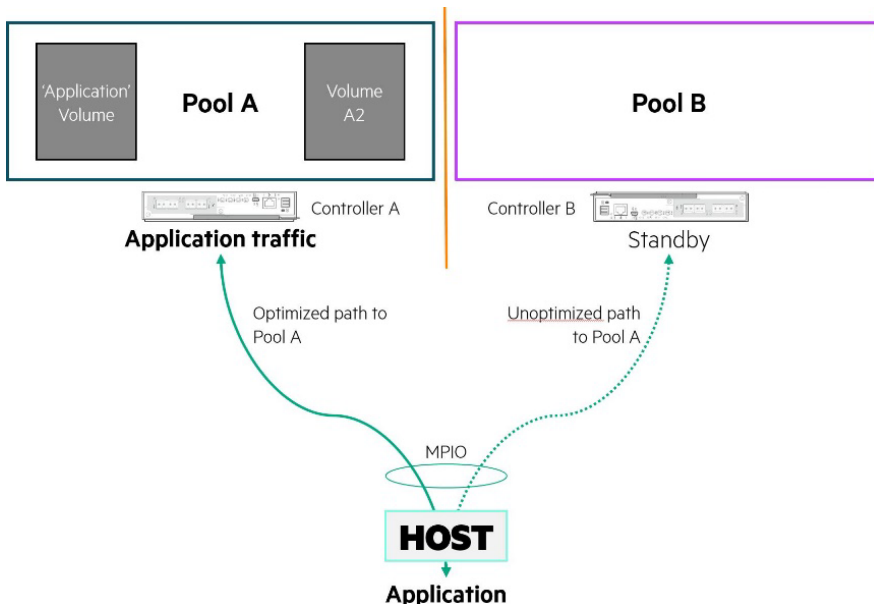 'Application'
Volume
Pool A
Volume
A2
Pool B
Controller A
Controller B
Application traffic
Standby
Optimized path to
Pool A
Unoptimized path
to Pool A
MPIO
HOST
Application